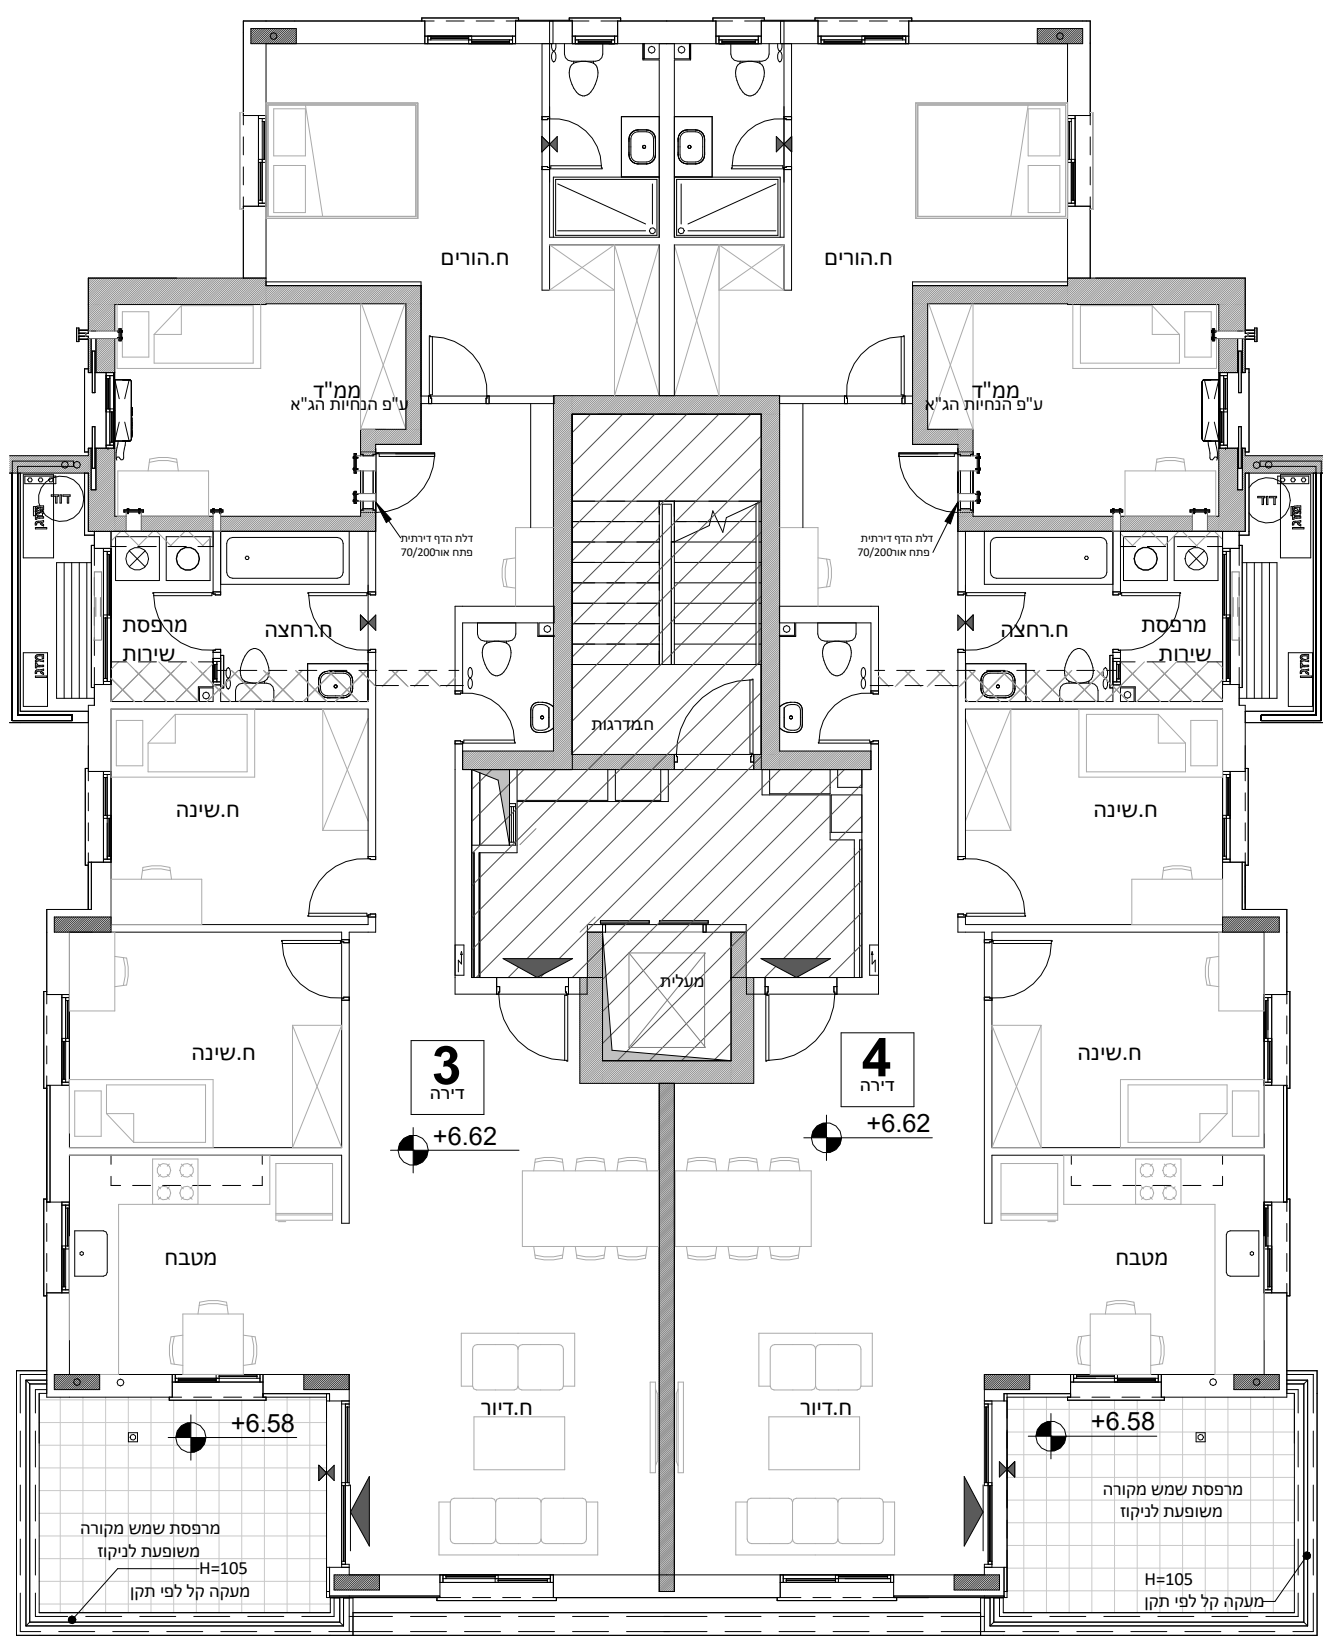 ח.הורים
ח.הורים
ממ"ד
ע"פ הנחיות הג"א
ממ"ד
ע"פ הנחיות הג"א
דוד
מזגן
דוד
מזגן
דלת הדף דירתית
פתח אור70/200
דלת הדף דירתית
פתח אור70/200
מרפסת
שירות
ח.רחצה
ח.רחצה
מרפסת
שירות
מזגן
מזגן
ח.מדרגות
ח.שינה
ח.שינה
מעלית
ח.שינה
ח.שינה
3
דירה
4
דירה
+6.62
+6.62
מטבח
מטבח
ח.דיור
ח.דיור
+6.58
+6.58
מרפסת שמש מקורה
משופעת לניקוז
מרפסת שמש מקורה
משופעת לניקוז
H=105
מעקה קל לפי תקן
H=105
מעקה קל לפי תקן